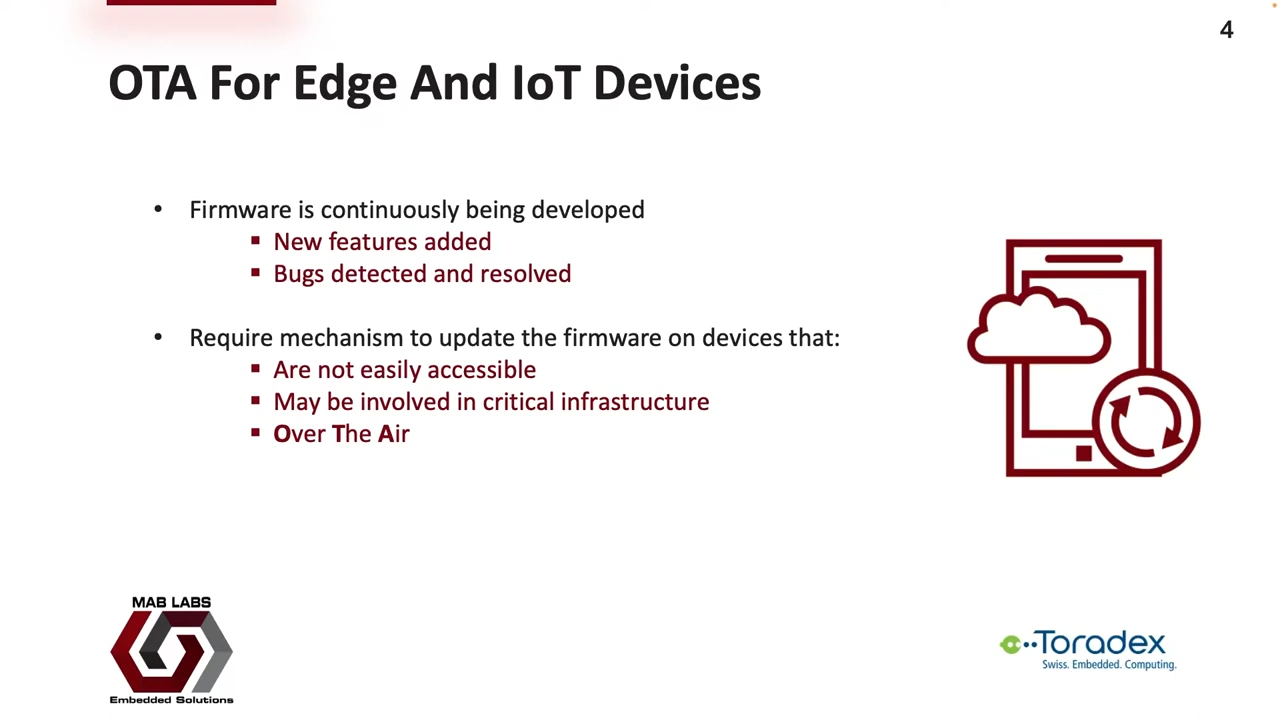 4
OTA For Edge And IoT Devices
• Firmware is continuously being developed
▪ New features added
▪ Bugs detected and resolved
• Require mechanism to update the firmware on devices that:
▪ Are not easily accessible
▪ May be involved in critical infrastructure
▪ Over The Air
MAB LABS
Embedded Solutions
Toradex
Swiss. Embedded. Computing.